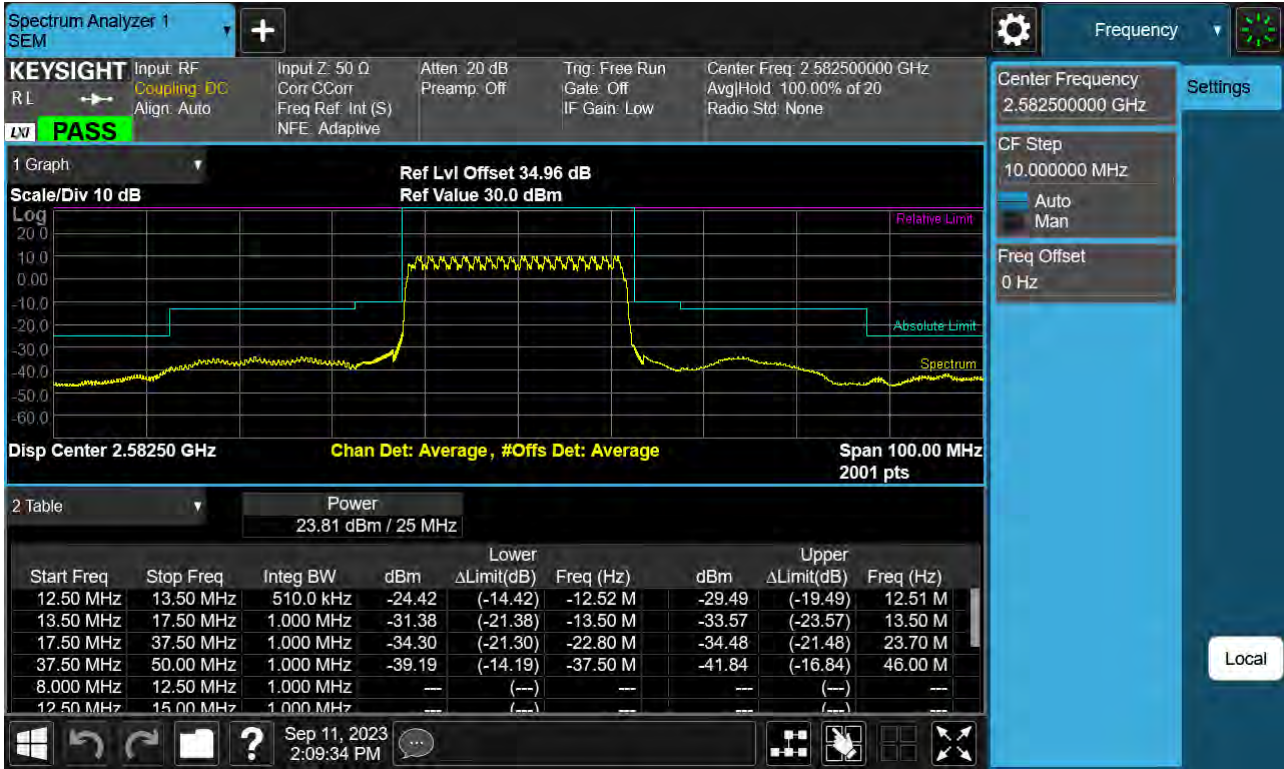 Spectrum Analyzer 1
SEM
Frequency
KEYSIGHT
R L
LXI
PASS
Input: RF
Coupling: DC
Align: Auto
Input Z: 50 Ω
Corr CCorr
Freq Ref: Int (S)
NFE: Adaptive
Atten: 20 dB
Preamp: Off
Trig: Free Run
Gate: Off
IF Gain: Low
Center Freq: 2.582500000 GHz
Avg|Hold: 100.00% of 20
Radio Std: None
Center Frequency
2.582500000 GHz
Settings
CF Step
10.000000 MHz
Auto
Man
Freq Offset
0 Hz
Local
1 Graph
Scale/Div 10 dB
Ref Lvl Offset 34.96 dB
Ref Value 30.0 dBm
Log
20.0
10.0
0.00
-10.0
-20.0
-30.0
-40.0
-50.0
-60.0
Relative Limit
Absolute Limit
Spectrum
Disp Center 2.58250 GHz
Chan Det: Average , #Offs Det: Average
Span 100.00 MHz
2001 pts
2 Table
Power
23.81 dBm / 25 MHz
Lower Upper
Start Freq Stop Freq Integ BW dBm ΔLimit(dB) Freq (Hz) dBm ΔLimit(dB) Freq (Hz)
12.50 MHz 13.50 MHz 510.0 kHz -24.42 (-14.42) -12.52 M -29.49 (-19.49) 12.51 M
13.50 MHz 17.50 MHz 1.000 MHz -31.38 (-21.38) -13.50 M -33.57 (-23.57) 13.50 M
17.50 MHz 37.50 MHz 1.000 MHz -34.30 (-21.30) -22.80 M -34.48 (-21.48) 23.70 M
37.50 MHz 50.00 MHz 1.000 MHz -39.19 (-14.19) -37.50 M -41.84 (-16.84) 46.00 M
8.000 MHz 12.50 MHz 1.000 MHz --- (---) --- --- (---) ---
12.50 MHz 15.00 MHz 1.000 MHz --- (---) --- --- (---) ---
Sep 11, 2023
2:09:34 PM